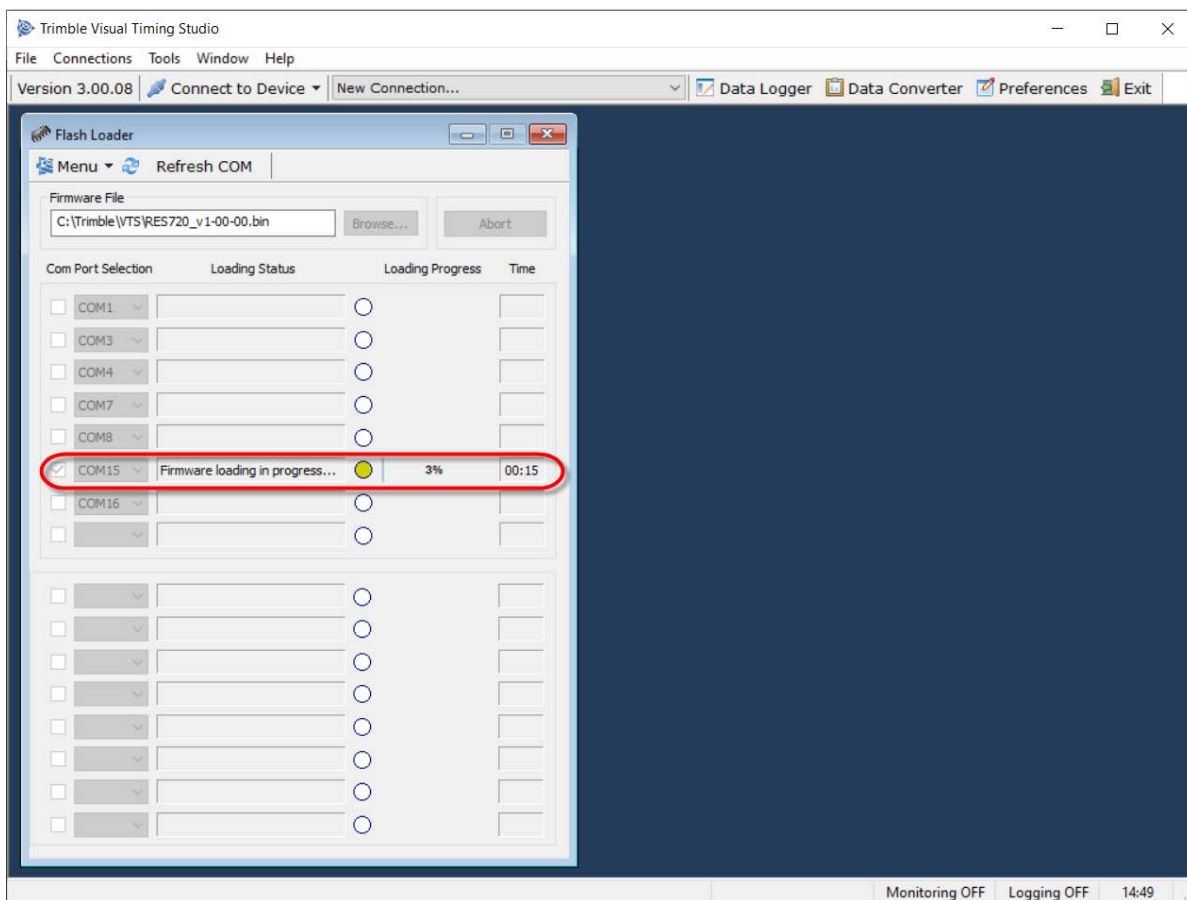 Trimble Visual Timing Studio
File Connections Tools Window Help
Version 3.00.08 Connect to Device New Connection... Data Logger Data Converter Preferences Exit
Flash Loader
Menu Refresh COM
Firmware File
C:\Trimble\VTS\RES720_v1-00-00.bin Browse... Abort
Com Port Selection Loading Status Loading Progress Time
COM1
COM3
COM4
COM7
COM8
COM15 Firmware loading in progress... 3% 00:15
COM16
Monitoring OFF Logging OFF 14:49